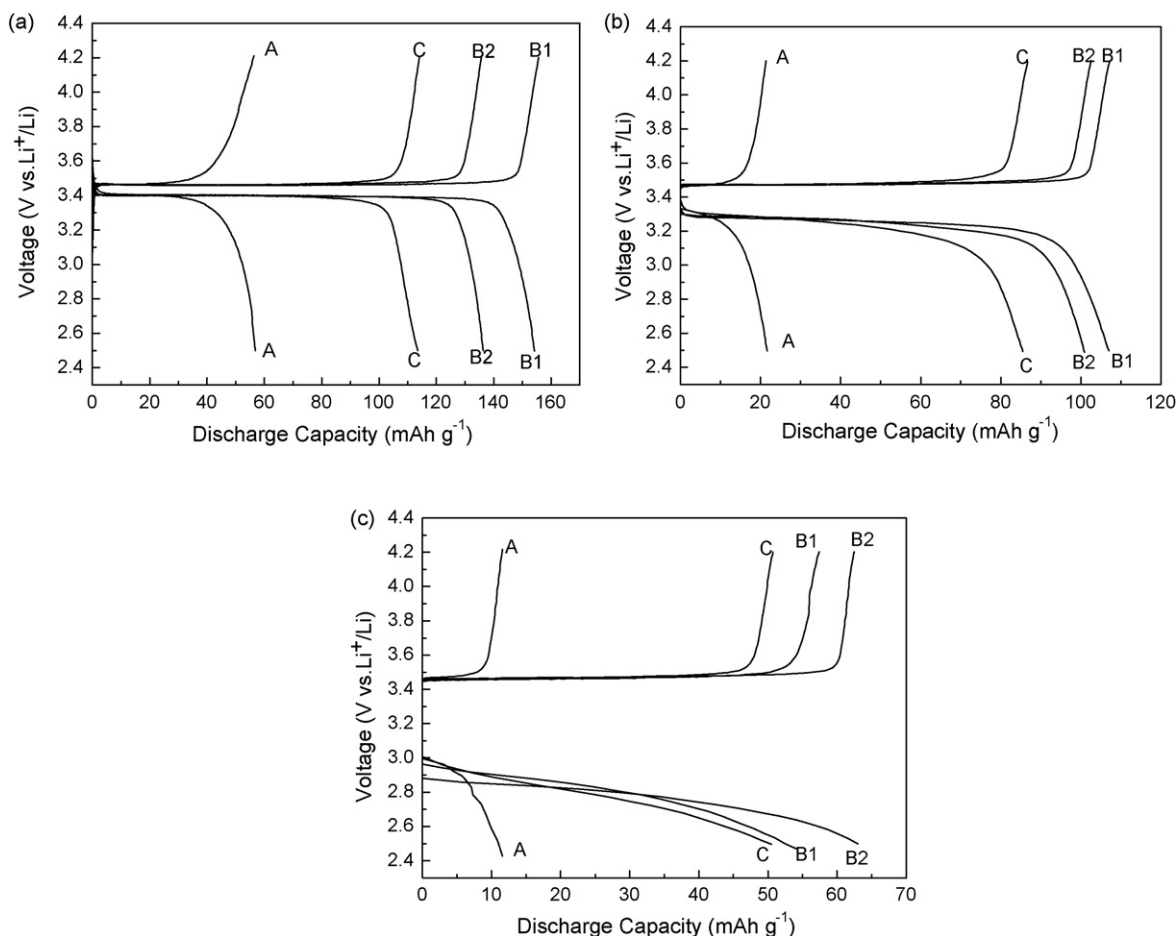 (a)
4.4
4.2
4.0
3.8
3.6
3.4
3.2
3.0
2.8
2.6
2.4
Voltage (V vs.Li⁺/Li)
A
C
B2
B1
A
C
B2
B1
0 20 40 60 80 100 120 140 160
Discharge Capacity (mAh g⁻¹)
(b)
4.4
4.2
4.0
3.8
3.6
3.4
3.2
3.0
2.8
2.6
2.4
Voltage (V vs.Li⁺/Li)
A
C
B2 B1
A
C
B2 B1
0 20 40 60 80 100 120
Discharge Capacity (mAh g⁻¹)
(c)
4.4
4.2
4.0
3.8
3.6
3.4
3.2
3.0
2.8
2.6
2.4
Voltage (V vs.Li⁺/Li)
A
C
B1
B2
A
C
B1
B2
0 10 20 30 40 50 60 70
Discharge Capacity (mAh g⁻¹)